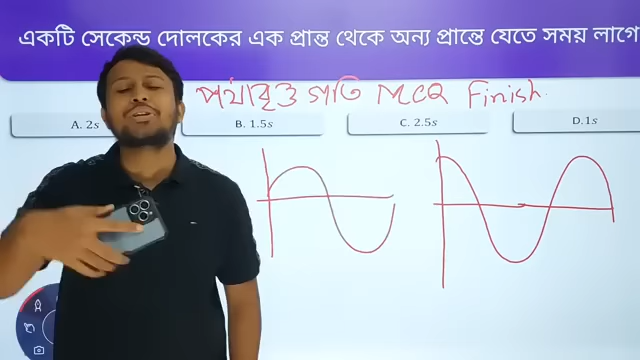 একটি সেকেন্ড দোলকের এক প্রান্ত থেকে অন্য প্রান্তে যেতে সময় লাগে
পর্যাবৃত্ত গতি MCQ Finish.
A. 2s B. 1.5s C. 2.5s D. 1s